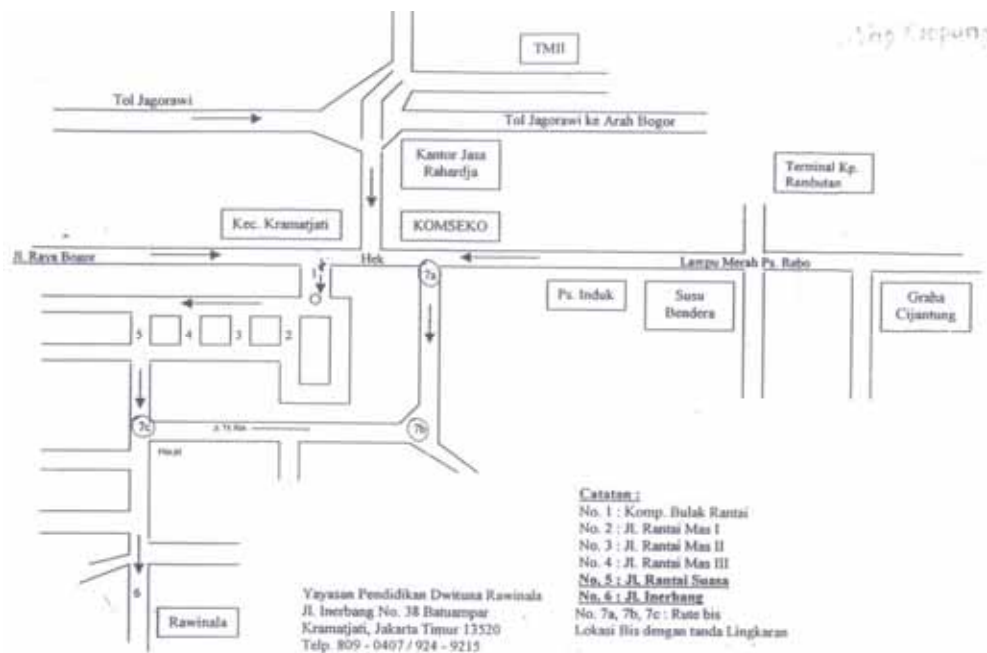 TMII
Tol Jagorawi
Tol Jagorawi ke Arah Bogor
Kantor Jasa
Rahardja
Terminal Kp.
Rambutan
Kec. Kramatjati
KOMSEKO
Jl. Raya Bogor
Hek
Lampu Merah Ps. Rebo
1
7a
Ps. Induk
Susu
Bendera
Graha
Cijantung
5
4
3
2
7c
7b
6
Rawinala
Catatan :
No. 1 : Komp. Bulak Rantai
No. 2 : Jl. Rantai Mas I
No. 3 : Jl. Rantai Mas II
No. 4 : Jl. Rantai Mas III
No. 5 : Jl. Rantai Suasa
No. 6 : Jl. Inerbang
No. 7a, 7b, 7c : Rute bis
Lokasi Bis dengan tanda Lingkaran
Yayasan Pendidikan Dwituna Rawinala
Jl. Inerbang No. 38 Batuampar
Kramatjati, Jakarta Timur 13520
Telp. 809 - 0407 / 924 - 9215